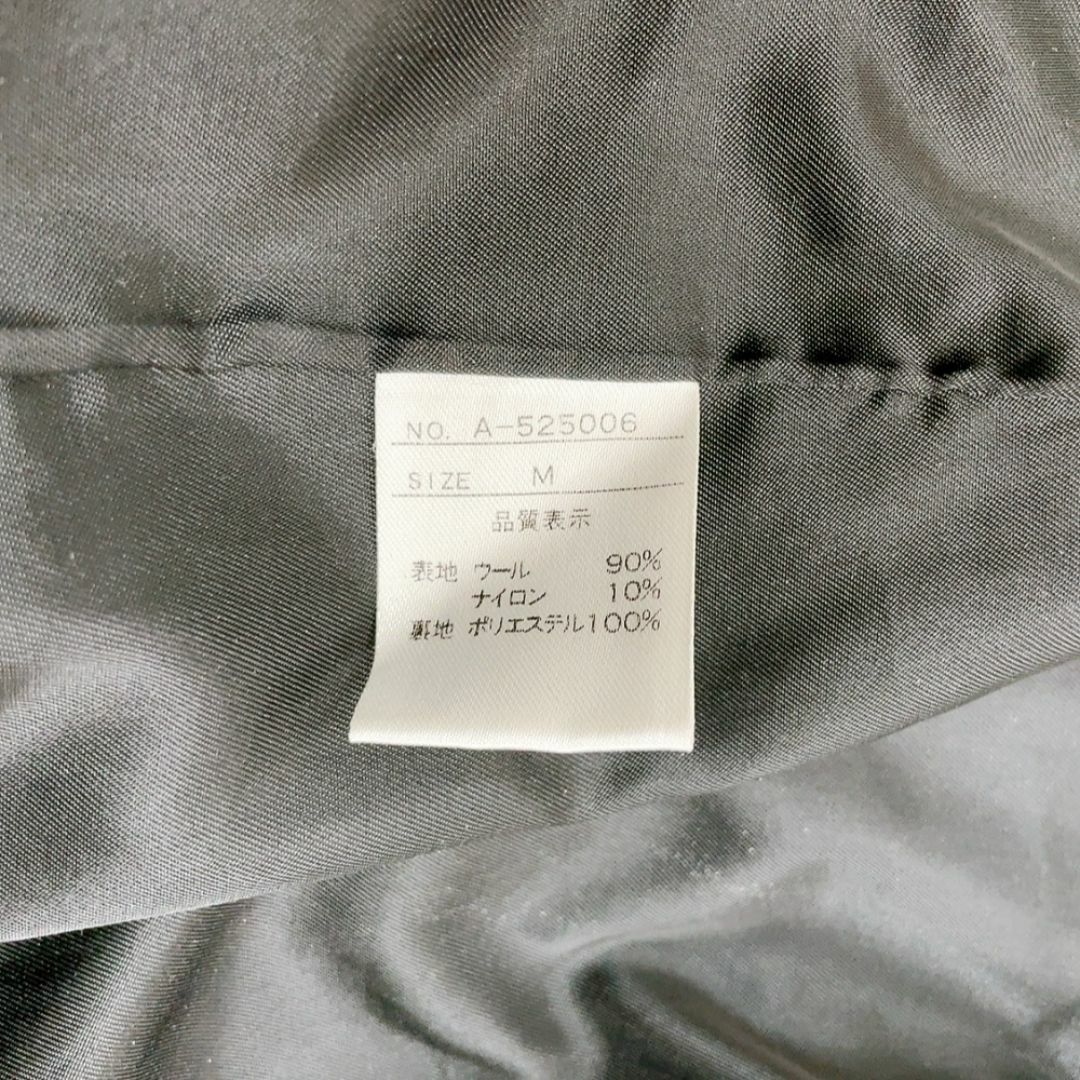 NO. A-525006
SIZE M
品質表示
表地 ウール 90%
ナイロン 10%
裏地 ポリエステル100%